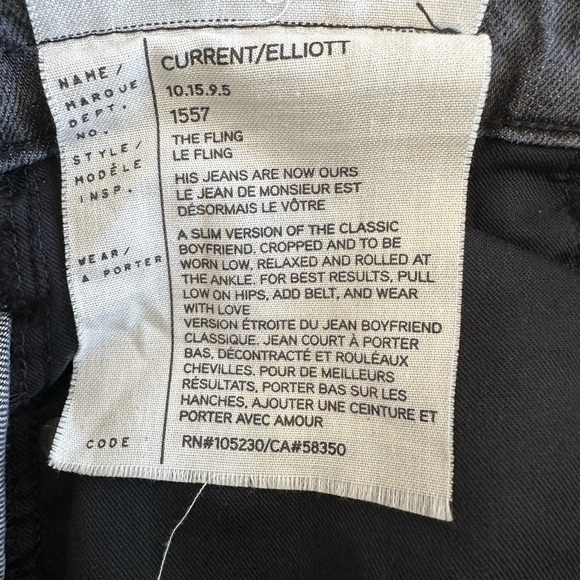 NAME/ CURRENT/ELLIOTT
MARQUE
DEPT. 10.15.9.5
NO. 1557
STYLE/ THE FLING
MODÈLE LE FLING
INSP. HIS JEANS ARE NOW OURS
LE JEAN DE MONSIEUR EST
DÉSORMAIS LE VÔTRE
WEAR/ A SLIM VERSION OF THE CLASSIC
A PORTER BOYFRIEND, CROPPED AND TO BE
WORN LOW, RELAXED AND ROLLED AT
THE ANKLE. FOR BEST RESULTS, PULL
LOW ON HIPS, ADD BELT, AND WEAR
WITH LOVE
VERSION ÉTROITE DU JEAN BOYFRIEND
CLASSIQUE. JEAN COURT À PORTER
BAS, DÉCONTRACTÉ ET ROULÉAUX
CHEVILLES. POUR DE MEILLEURS
RÉSULTATS, PORTER BAS SUR LES
HANCHES, AJOUTER UNE CEINTURE ET
PORTER AVEC AMOUR
CODE RN#105230/CA#58350